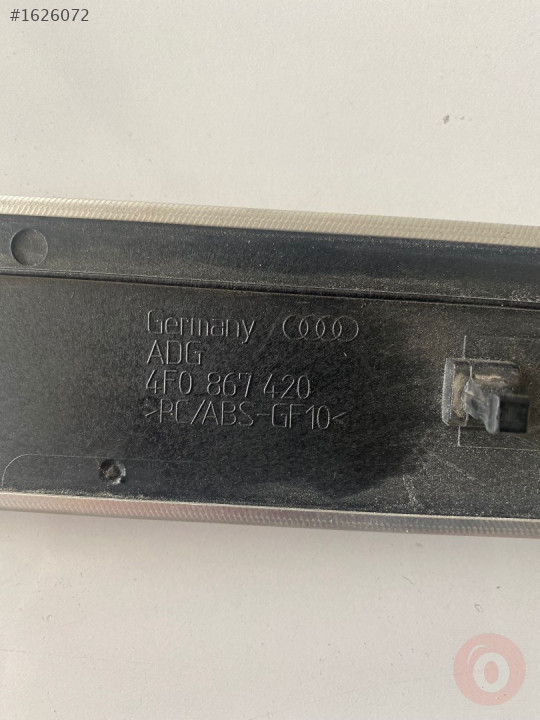 #1626072
Germany
ADG
4F0 867 420
>PC/ABS-GF10<